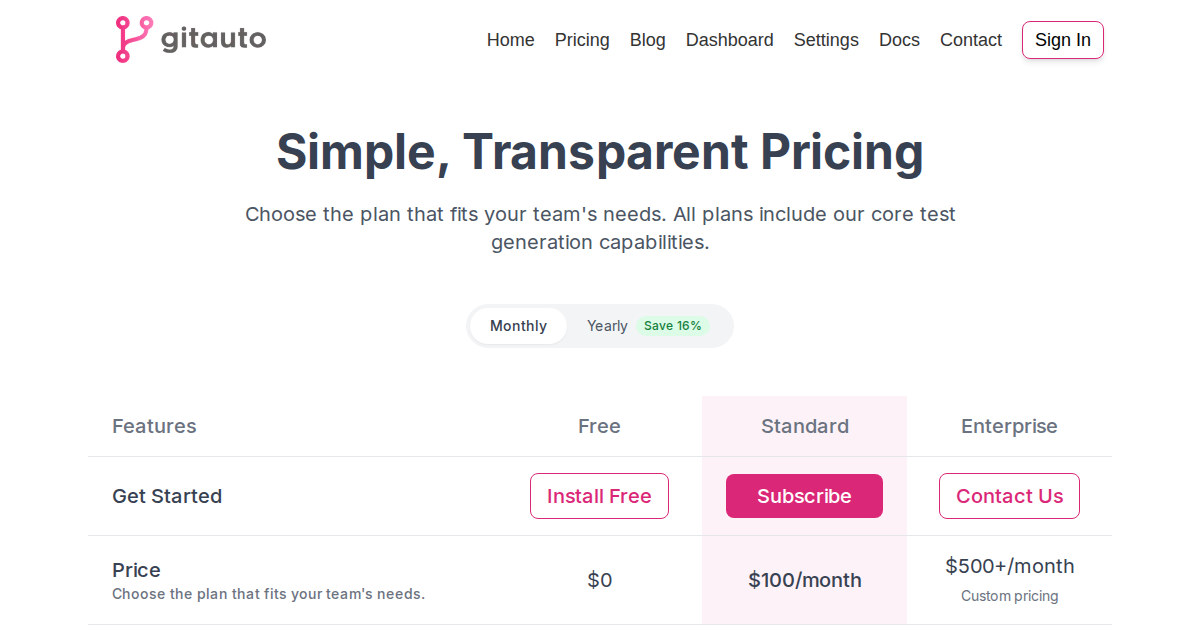 gitauto
Home Pricing Blog Dashboard Settings Docs Contact Sign In
Simple, Transparent Pricing
Choose the plan that fits your team's needs. All plans include our core test
generation capabilities.
Monthly Yearly Save 16%
Features Free Standard Enterprise
Get Started Install Free Subscribe Contact Us
Price
Choose the plan that fits your team's needs.
$0
$100/month
$500+/month
Custom pricing